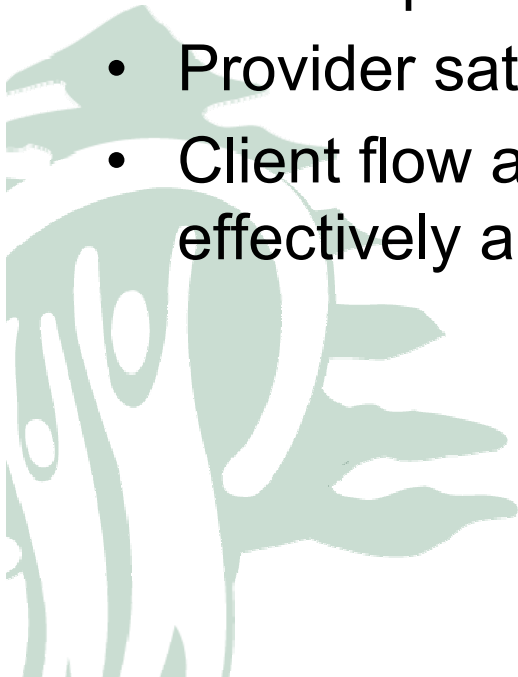 • Provider sat
• Client flow a
effectively a